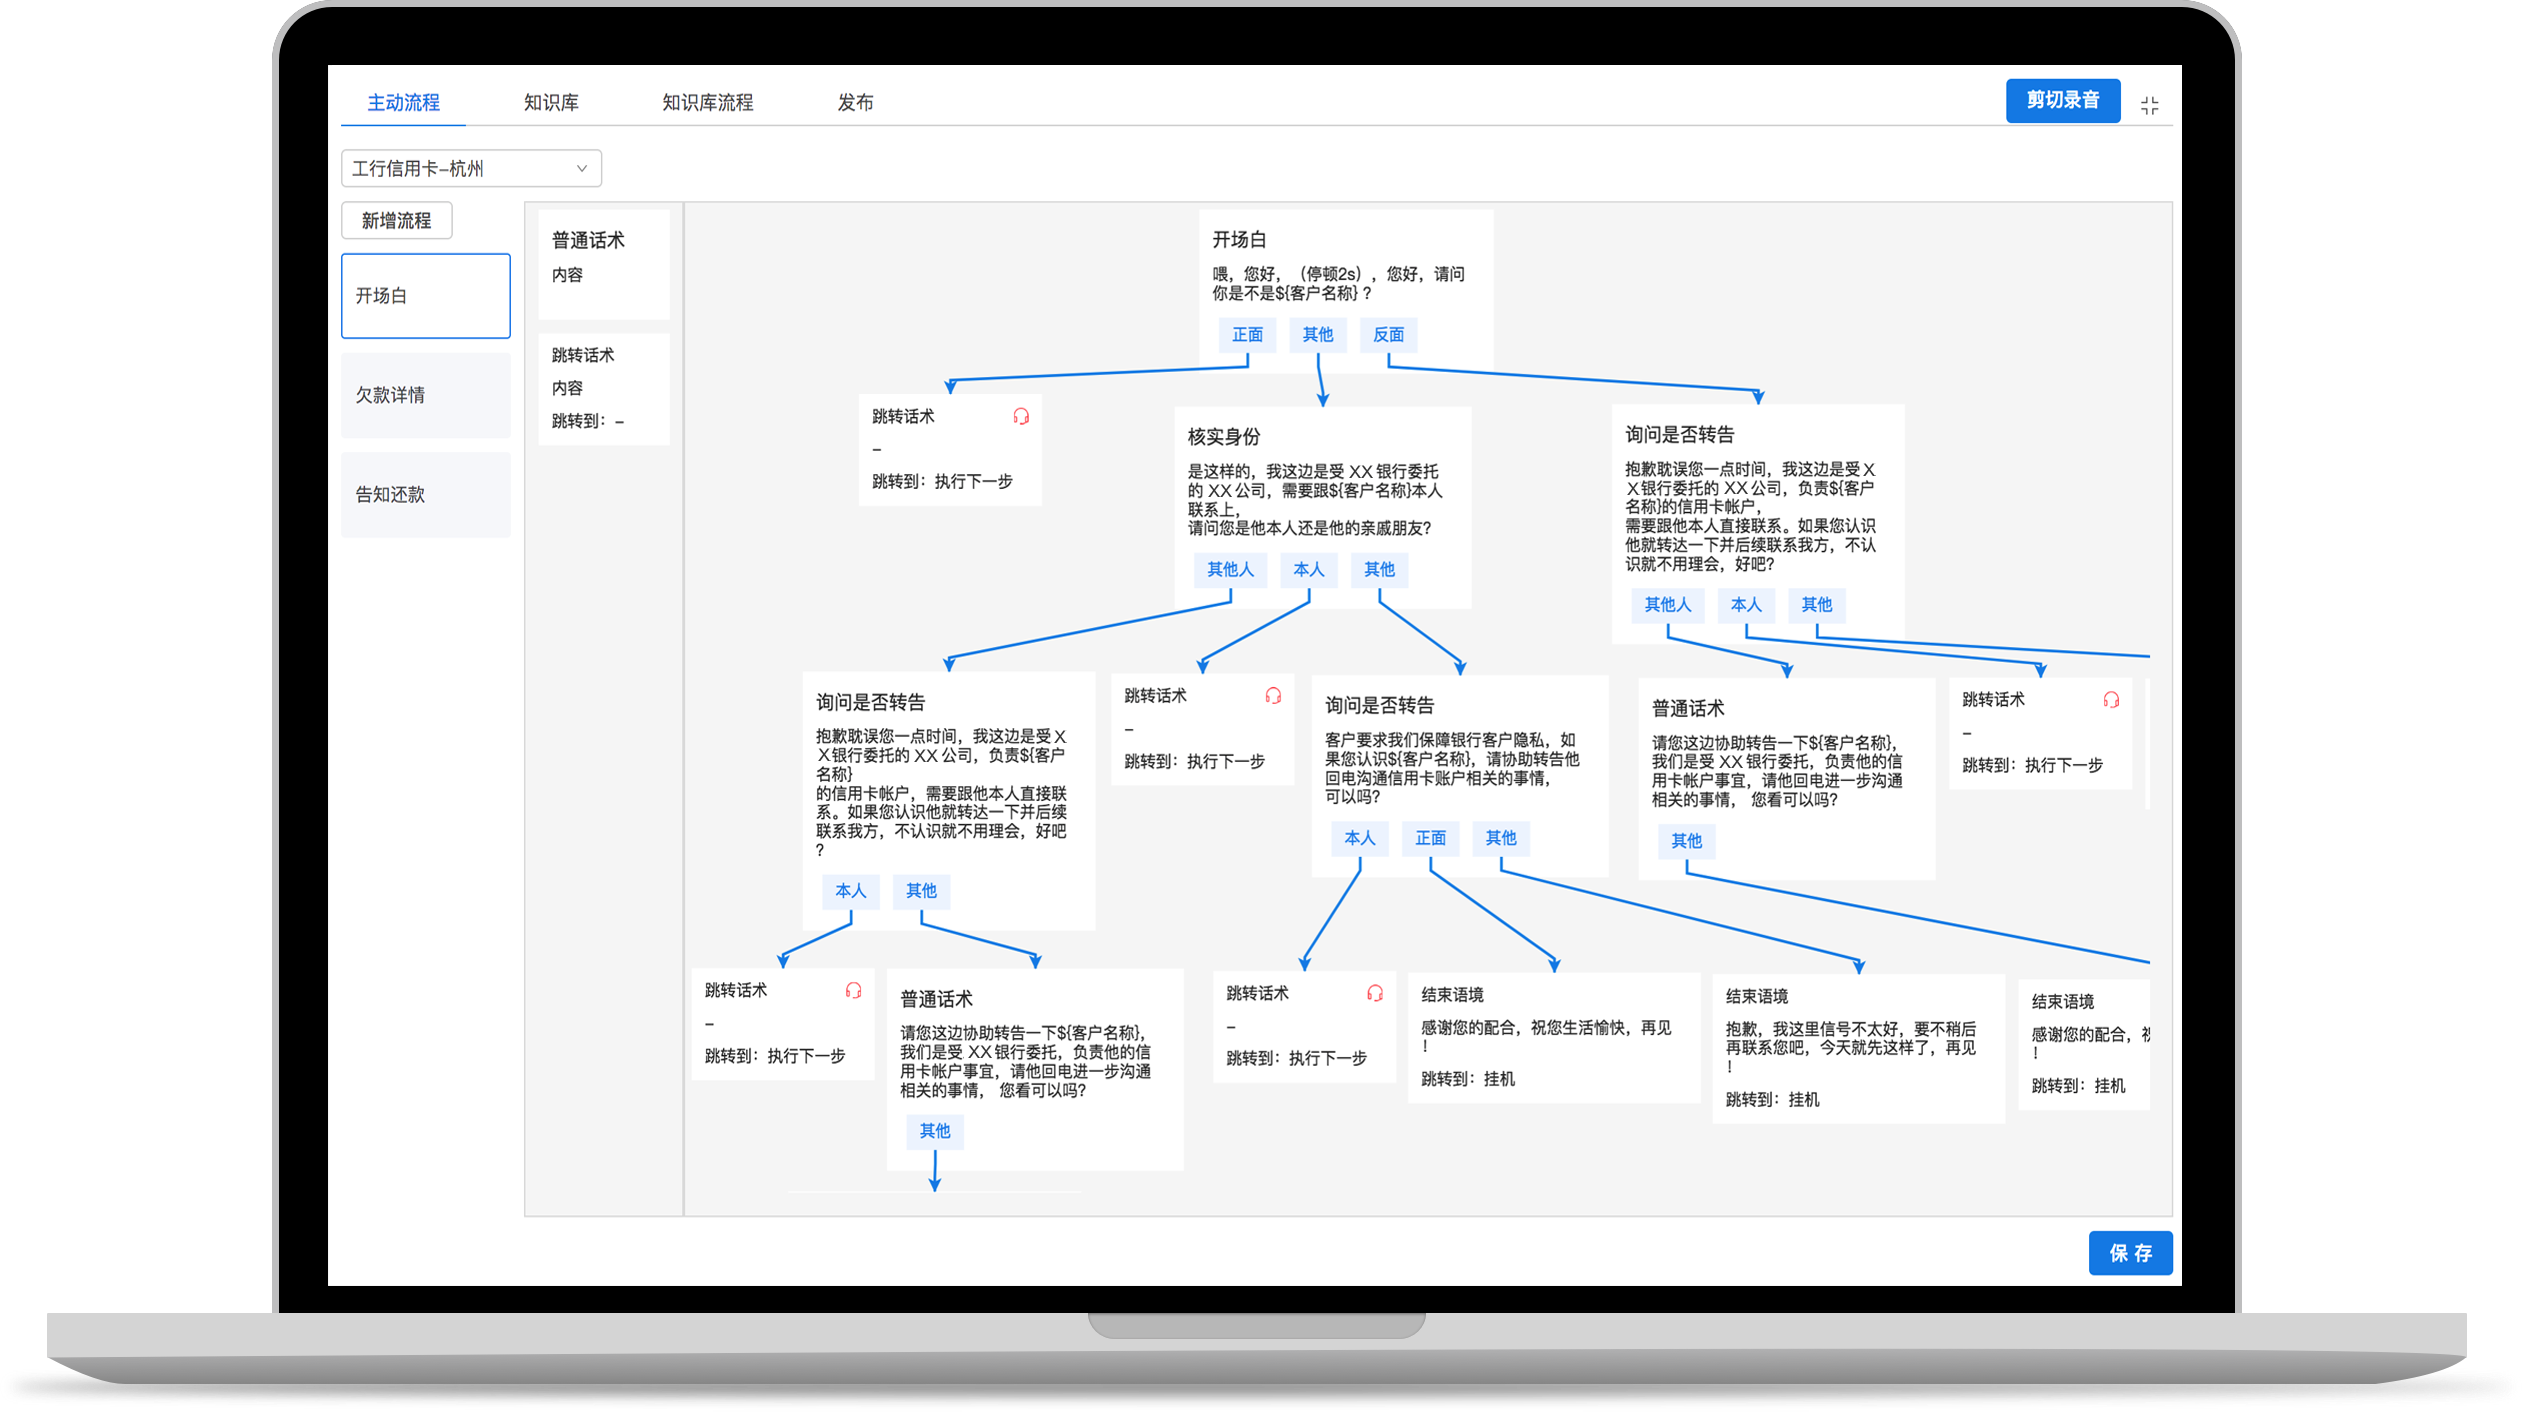 主动流程
知识库
知识库流程
发布
剪切录音
工行信用卡–杭州
新增流程
开场白
欠款详情
告知还款
普通话术
内容
跳转话术
内容
跳转到：–
开场白
喂，您好，（停顿2s），您好，请问
你是不是${客户名称}？
正面
其他
反面
跳转话术
–
跳转到：执行下一步
核实身份
是这样的，我这边是受 XX 银行委托
的 XX 公司，需要跟${客户名称}本人
联系上，
请问您是他本人还是他的亲戚朋友?
其他人
本人
其他
询问是否转告
抱歉耽误您一点时间，我这边是受 X
X 银行委托的 XX 公司，负责${客户
名称}的信用卡帐户，
需要跟他本人直接联系。如果您认识
他就转达一下并后续联系我方，不认
识就不用理会，好吧?
其他人
本人
其他
询问是否转告
抱歉耽误您一点时间，我这边是受 X
X 银行委托的 XX 公司，负责${客户
名称}
的信用卡帐户，需要跟他本人直接联
系。如果您认识他就转达一下并后续
联系我方，不认识就不用理会，好吧
?
本人
其他
跳转话术
–
跳转到：执行下一步
询问是否转告
客户要求我们保障银行客户隐私，如
果您认识${客户名称}，请协助转告他
回电沟通信用卡账户相关的事情，
可以吗?
本人
正面
其他
普通话术
请您这边协助转告一下${客户名称}，
我们是受 XX 银行委托，负责他的信
用卡帐户事宜，请他回电进一步沟通
相关的事情， 您看可以吗?
其他
跳转话术
–
跳转到：执行下一步
跳转话术
–
跳转到：执行下一步
普通话术
请您这边协助转告一下${客户名称}，
我们是受 XX 银行委托，负责他的信
用卡帐户事宜，请他回电进一步沟通
相关的事情， 您看可以吗?
其他
跳转话术
–
跳转到：执行下一步
结束语境
感谢您的配合，祝您生活愉快，再见
！
跳转到：挂机
结束语境
抱歉，我这里信号不太好，要不稍后
再联系您吧，今天就先这样了，再见
！
跳转到：挂机
结束语境
感谢您的配合，
！
跳转到：挂机
保 存